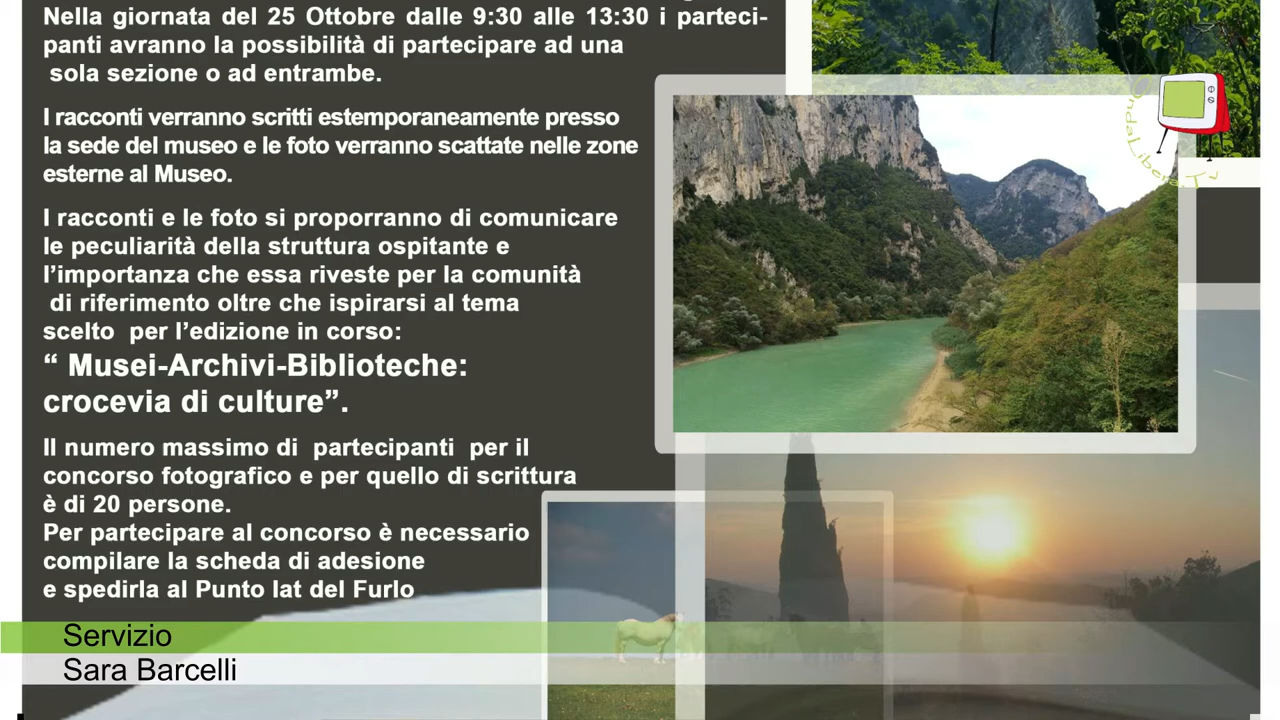 Nella giornata del 25 Ottobre dalle 9:30 alle 13:30 i parteci-
panti avranno la possibilità di partecipare ad una
sola sezione o ad entrambe.
I racconti verranno scritti estemporaneamente presso
la sede del museo e le foto verranno scattate nelle zone
esterne al Museo.
I racconti e le foto si proporranno di comunicare
le peculiarità della struttura ospitante e
l’importanza che essa riveste per la comunità
di riferimento oltre che ispirarsi al tema
scelto per l’edizione in corso:
“ Musei-Archivi-Biblioteche:
crocevia di culture”.
Il numero massimo di partecipanti per il
concorso fotografico e per quello di scrittura
è di 20 persone.
Per partecipare al concorso è necessario
compilare la scheda di adesione
e spedirla al Punto Iat del Furlo
Servizio
Sara Barcelli